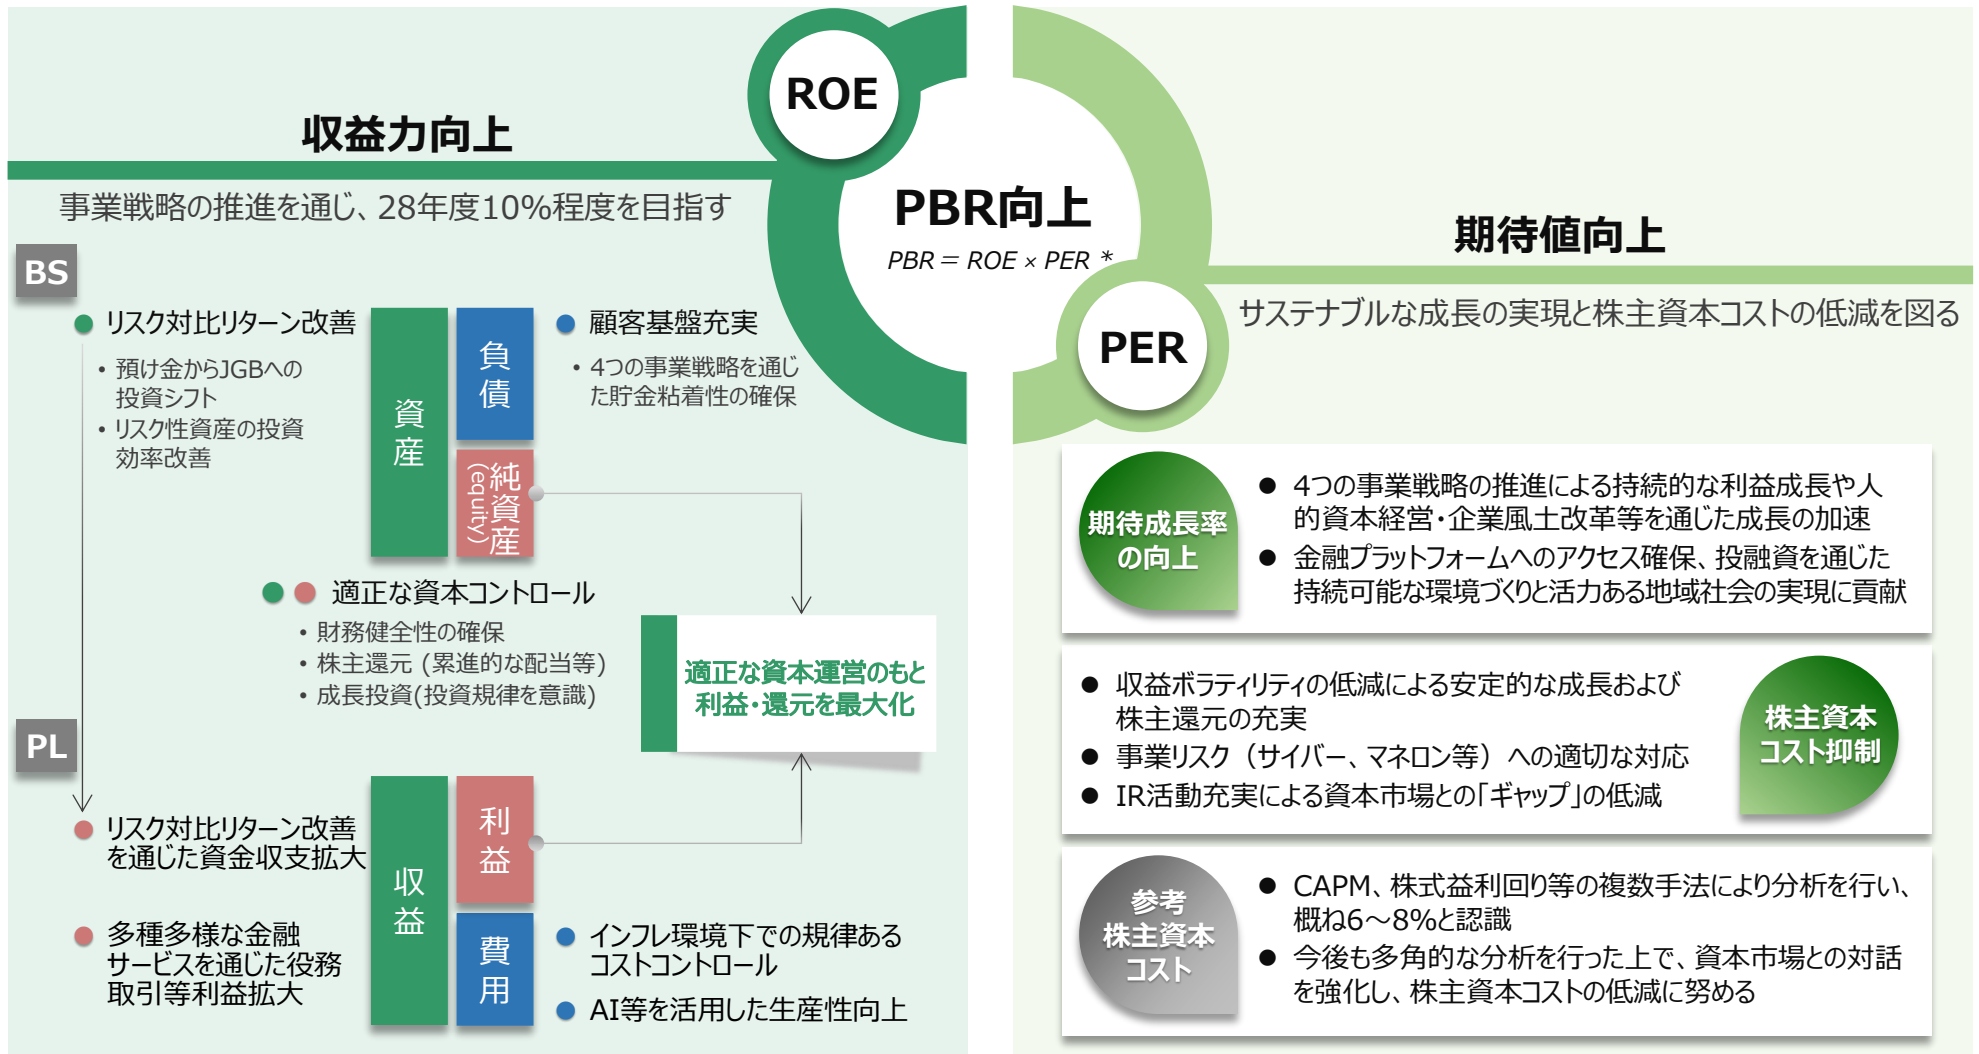 ROE
収益力向上
事業戦略の推進を通じ、28年度10%程度を目指す
PBR向上
PBR＝ROE × PER *
期待値向上
サステナブルな成長の実現と株主資本コストの低減を図る
PER
BS
リスク対比リターン改善
• 預け金からJGBへの
投資シフト
• リスク性資産の投資
効率改善
資産
負債
純資産
(equity)
顧客基盤充実
• 4つの事業戦略を通じ
た貯金粘着性の確保
適正な資本コントロール
• 財務健全性の確保
• 株主還元 (累進的な配当等)
• 成長投資(投資規律を意識)
適正な資本運営のもと
利益・還元を最大化
PL
リスク対比リターン改善
を通じた資金収支拡大
多種多様な金融
サービスを通じた役務
取引等利益拡大
収益
利益
費用
インフレ環境下での規律ある
コストコントロール
AI等を活用した生産性向上
期待成長率
の向上
● 4つの事業戦略の推進による持続的な利益成長や人
的資本経営・企業風土改革等を通じた成長の加速
● 金融プラットフォームへのアクセス確保、投融資を通じた
持続可能な環境づくりと活力ある地域社会の実現に貢献
● 収益ボラティリティの低減による安定的な成長および
株主還元の充実
● 事業リスク（サイバー、マネロン等）への適切な対応
● IR活動充実による資本市場との「ギャップ」の低減
株主資本
コスト抑制
参考
株主資本
コスト
● CAPM、株式益利回り等の複数手法により分析を行い、
概ね6～8%と認識
● 今後も多角的な分析を行った上で、資本市場との対話
を強化し、株主資本コストの低減に努める